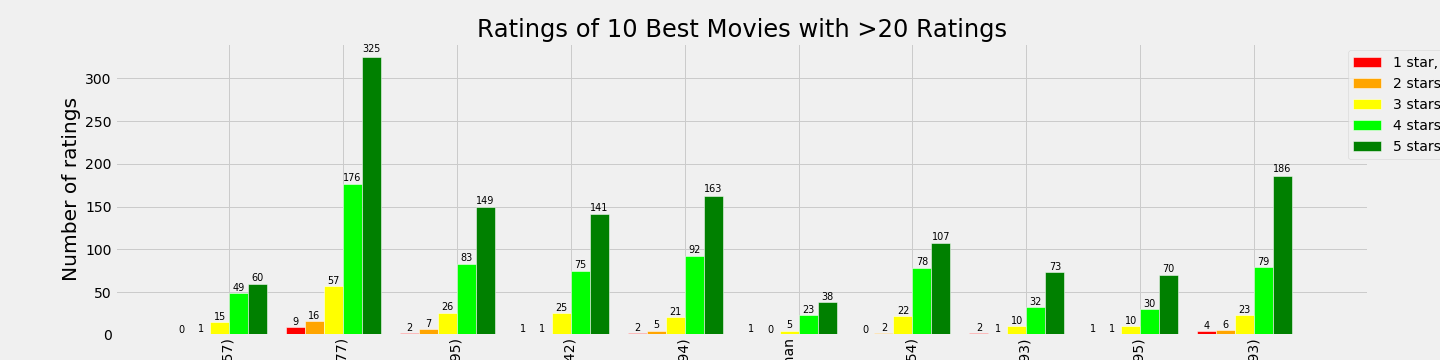 Ratings of 10 Best Movies with >20 Ratings
Number of ratings
300
250
200
150
100
50
0
1 star,
2 stars
3 stars
4 stars
5 stars
0 1 15 49 60
9 16 57 176 325
2 7 26 83 149
1 1 25 75 141
2 5 21 92 163
1 0 5 23 38
0 2 22 78 107
2 1 10 32 73
1 1 10 30 70
4 6 23 79 186
57)
77)
95)
42)
94)
nan
54)
93)
95)
93)